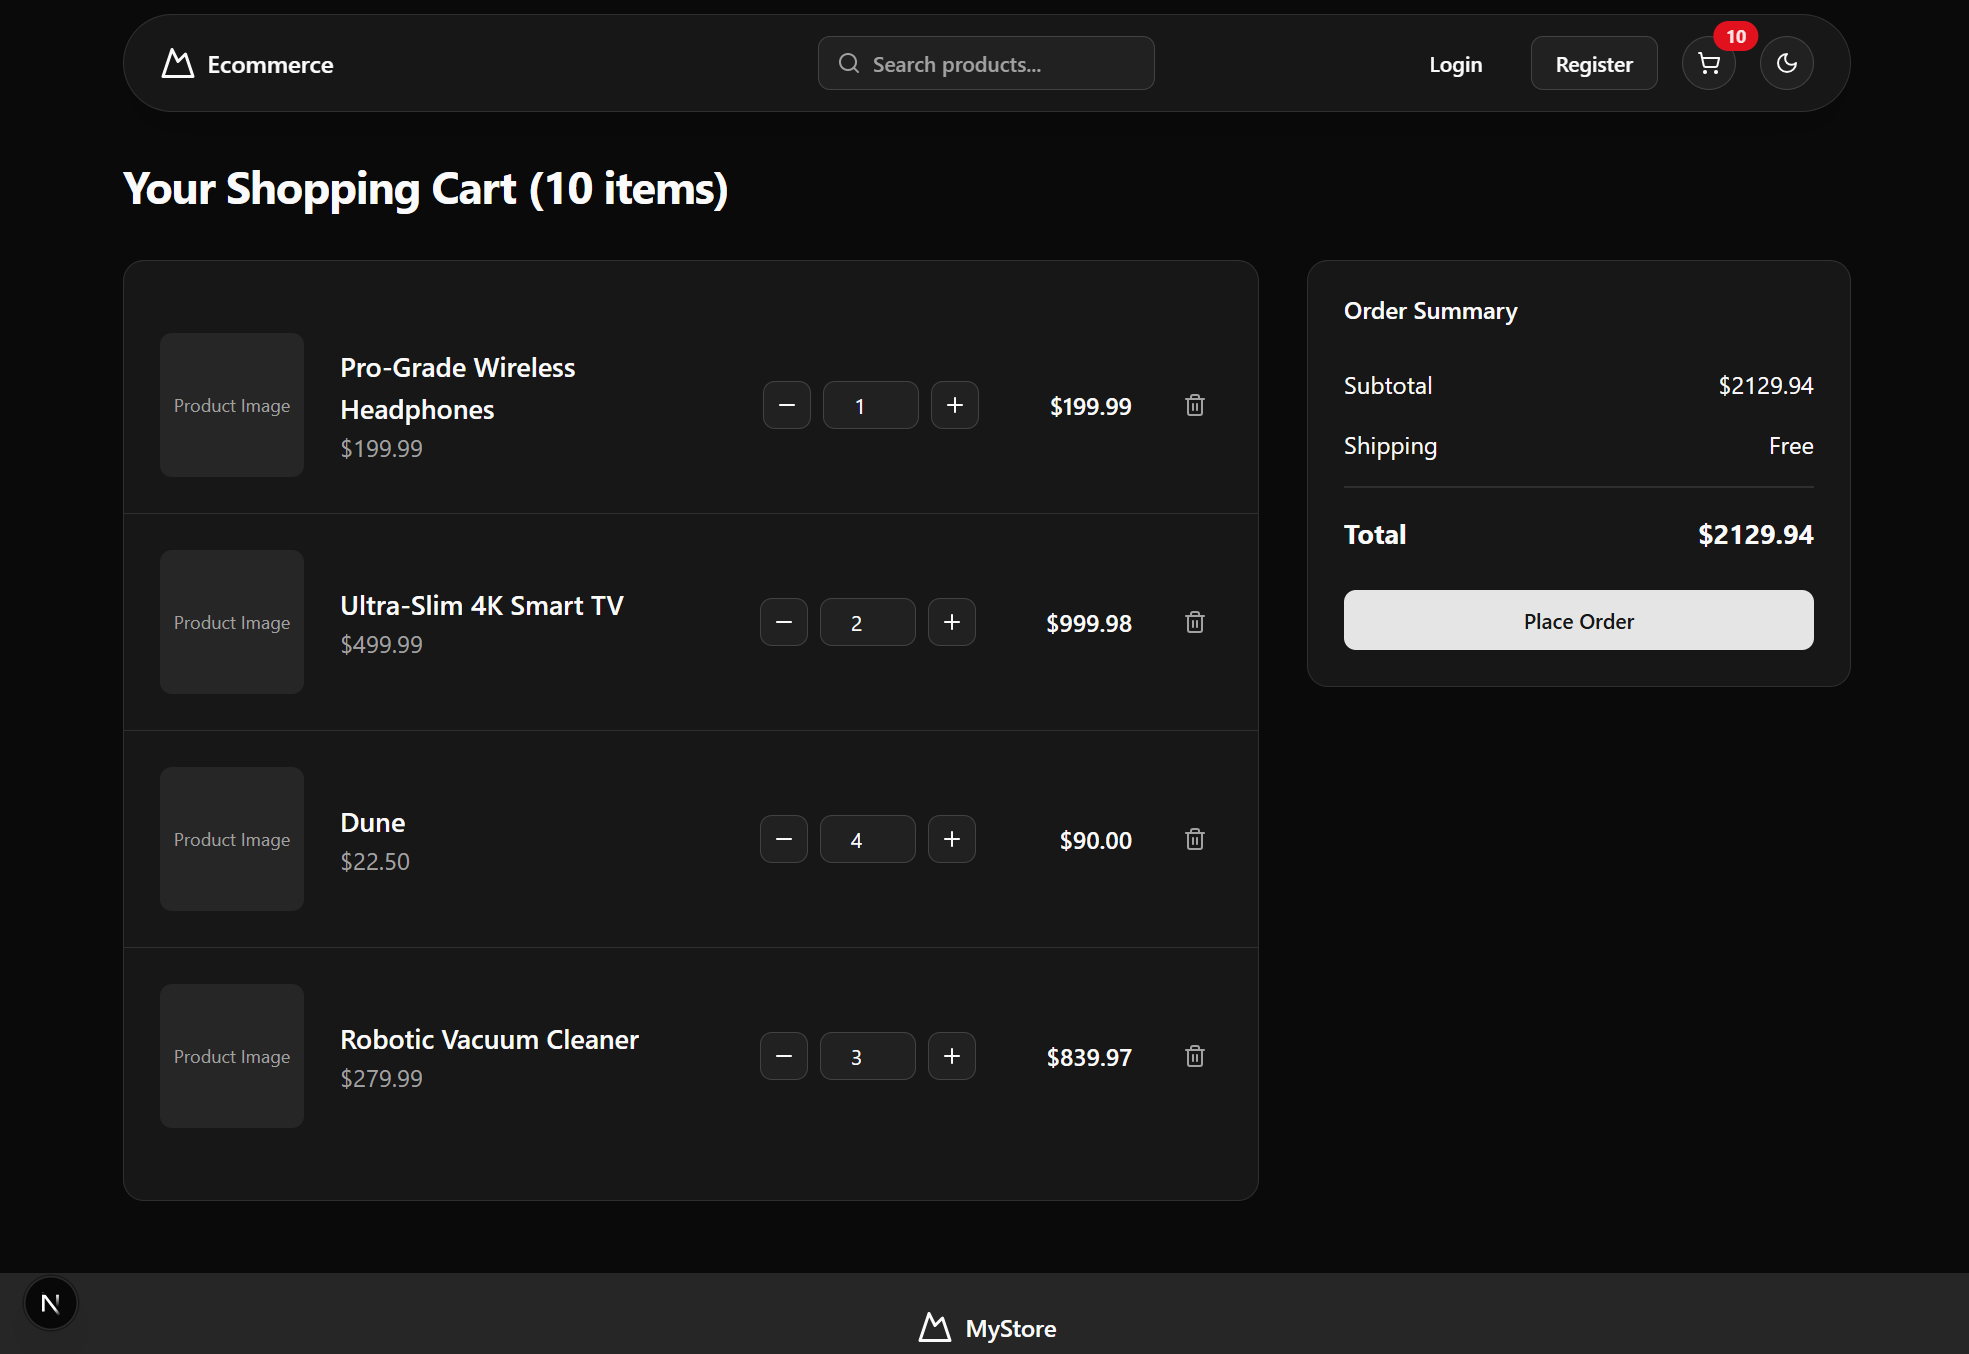 Ecommerce
Search products...
Login
Register
10
Your Shopping Cart (10 items)
Product Image
Pro-Grade Wireless
Headphones
$199.99
1
$199.99
Product Image
Ultra-Slim 4K Smart TV
$499.99
2
$999.98
Product Image
Dune
$22.50
4
$90.00
Product Image
Robotic Vacuum Cleaner
$279.99
3
$839.97
Order Summary
Subtotal $2129.94
Shipping Free
Total $2129.94
Place Order
N
MyStore